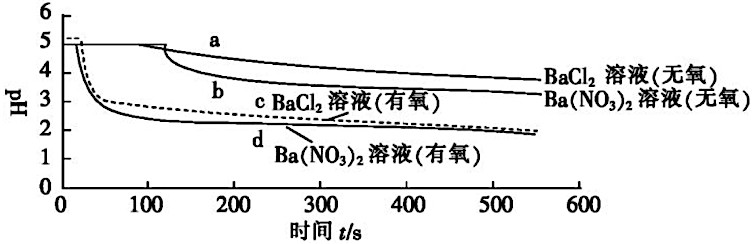 6
5
4
3
2
1
0
pH
a
b
c BaCl₂ 溶液(有氧)
d
Ba(NO₃)₂ 溶液(有氧)
BaCl₂ 溶液(无氧)
Ba(NO₃)₂ 溶液(无氧)
0 100 200 300 400 500 600
时间 t/s